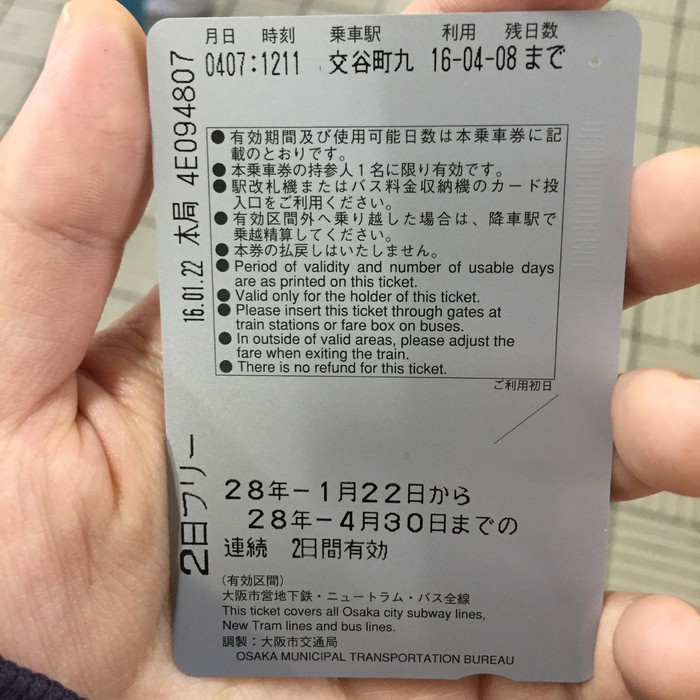 月日 時刻 乗車駅 利用 残日数
0407:1211 交谷町九 16-04-08まで
16.01.22 本局 4E094807
●有効期間及び使用可能日数は本乗車券に記
載のとおりです。
●本乗車券の持参人1名に限り有効です。
●駅改札機またはバス料金収納機のカード投
入口をご利用ください。
●有効区間外へ乗り越した場合は、降車駅で
乗越精算してください。
●本券の払戻しはいたしません。
●Period of validity and number of usable days
are as printed on this ticket.
●Valid only for the holder of this ticket.
●Please insert this ticket through gates at
train stations or fare box on buses.
●In outside of valid areas, please adjust the
fare when exiting the train.
●There is no refund for this ticket.
ご利用初日
2日フリー
28年-1月22日から
28年-4月30日までの
連続 2日間有効
(有効区間)
大阪市営地下鉄・ニュートラム・バス全線
This ticket covers all Osaka city subway lines,
New Tram lines and bus lines.
調製:大阪市交通局
OSAKA MUNICIPAL TRANSPORTATION BUREAU